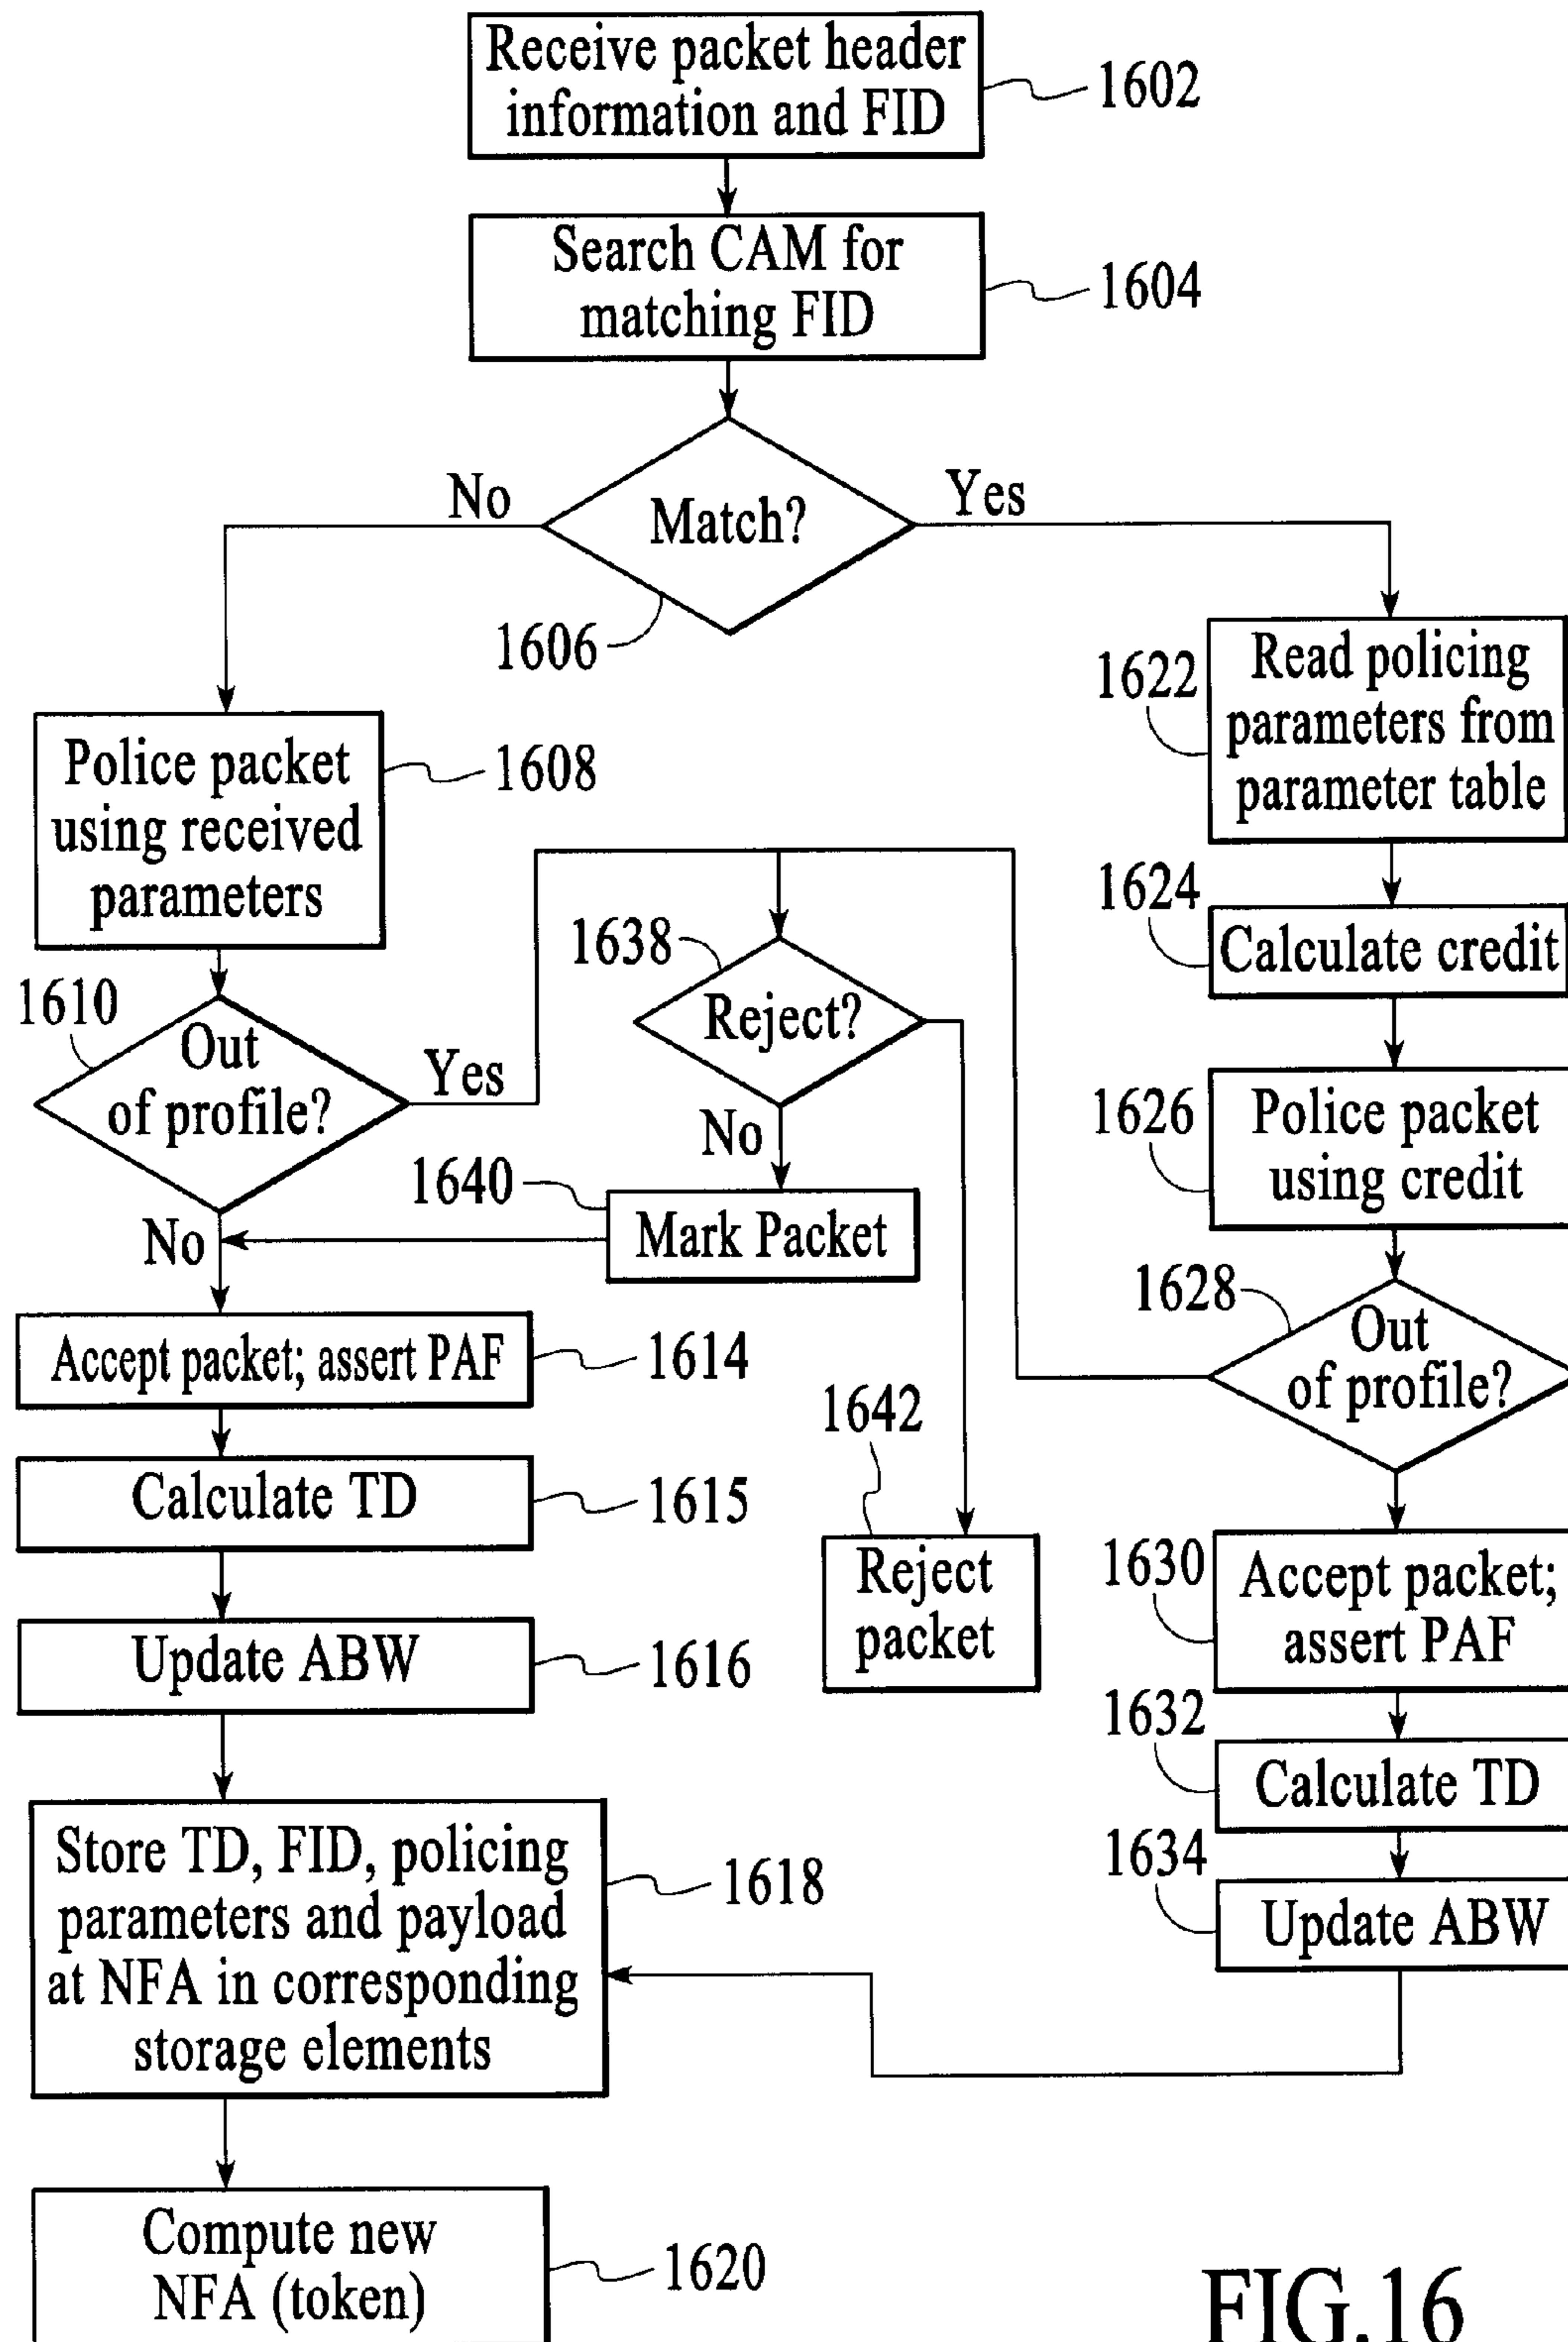 Receive packet header
information and FID
1602
Search CAM for
matching FID
1604
No
Match?
Yes
1606
1622
Read policing
parameters from
parameter table
Police packet
using received
parameters
1608
1624
Calculate credit
1638
Reject?
1610
Out
of profile?
Yes
No
1626
Police packet
using credit
1640
Mark Packet
No
1628
Out
of profile?
Accept packet; assert PAF
1614
1642
Reject
packet
Calculate TD
1615
1630
Accept packet;
assert PAF
Update ABW
1616
1632
Calculate TD
1634
Update ABW
Store TD, FID, policing
parameters and payload
at NFA in corresponding
storage elements
1618
Compute new
NFA (token)
1620
FIG.16